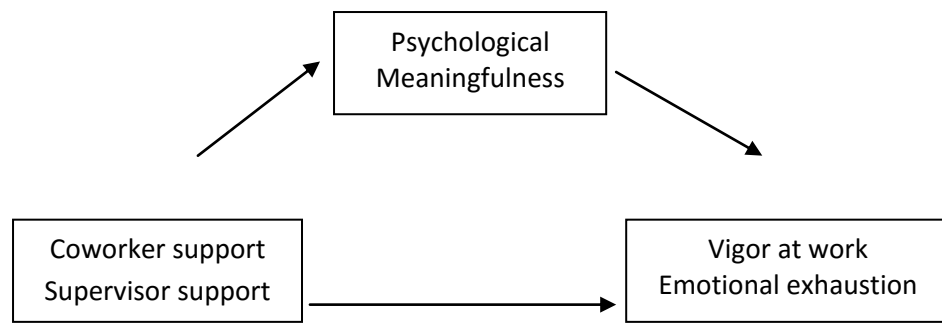 Psychological
Meaningfulness
Coworker support
Supervisor support
Vigor at work
Emotional exhaustion